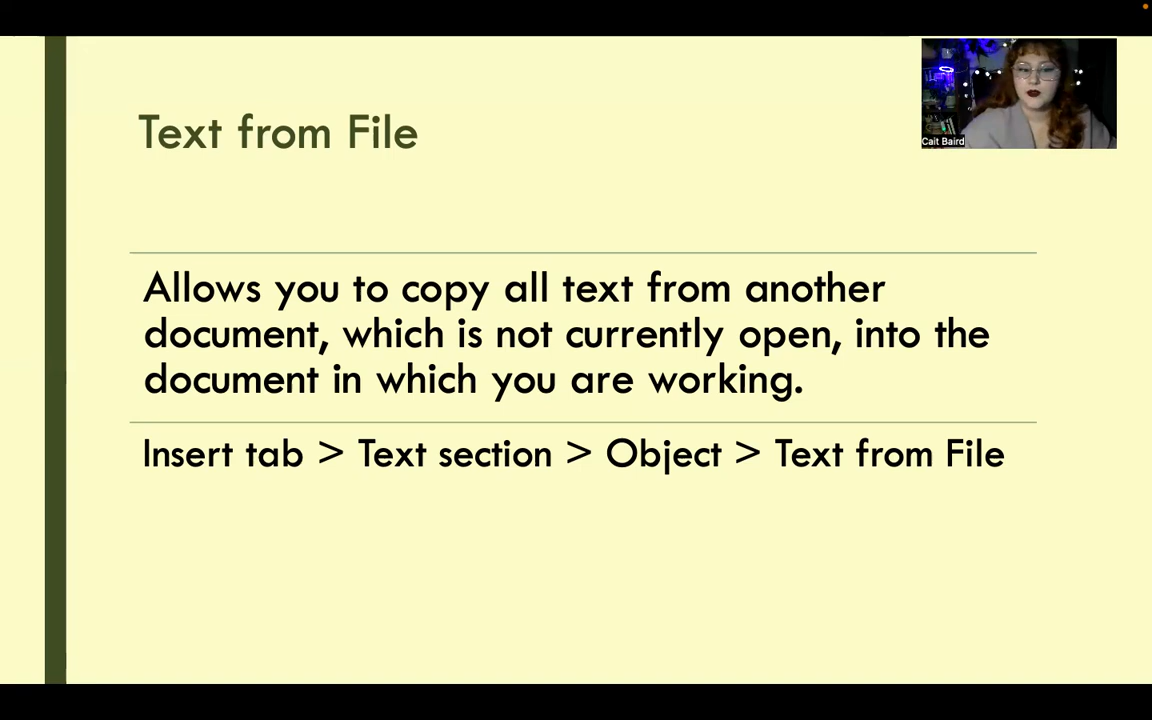 Text from File
Cait Baird
Allows you to copy all text from another
document, which is not currently open, into the
document in which you are working.
Insert tab > Text section > Object > Text from File